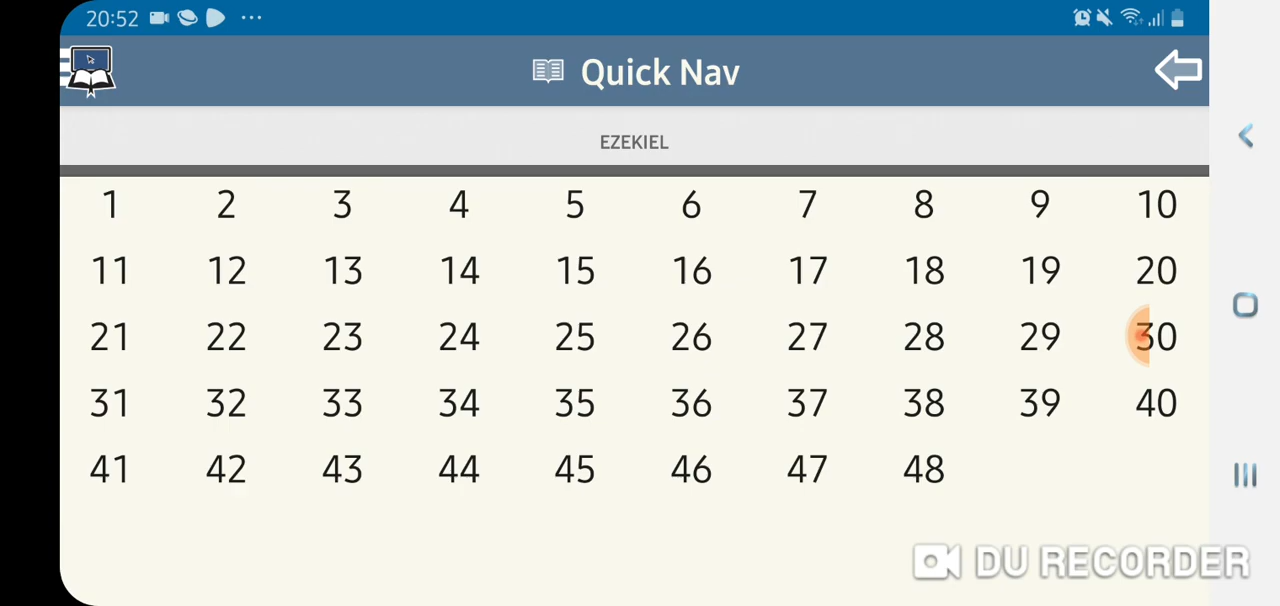 20:52
Quick Nav
EZEKIEL
1 2 3 4 5 6 7 8 9 10
11 12 13 14 15 16 17 18 19 20
21 22 23 24 25 26 27 28 29 30
31 32 33 34 35 36 37 38 39 40
41 42 43 44 45 46 47 48
DU RECORDER